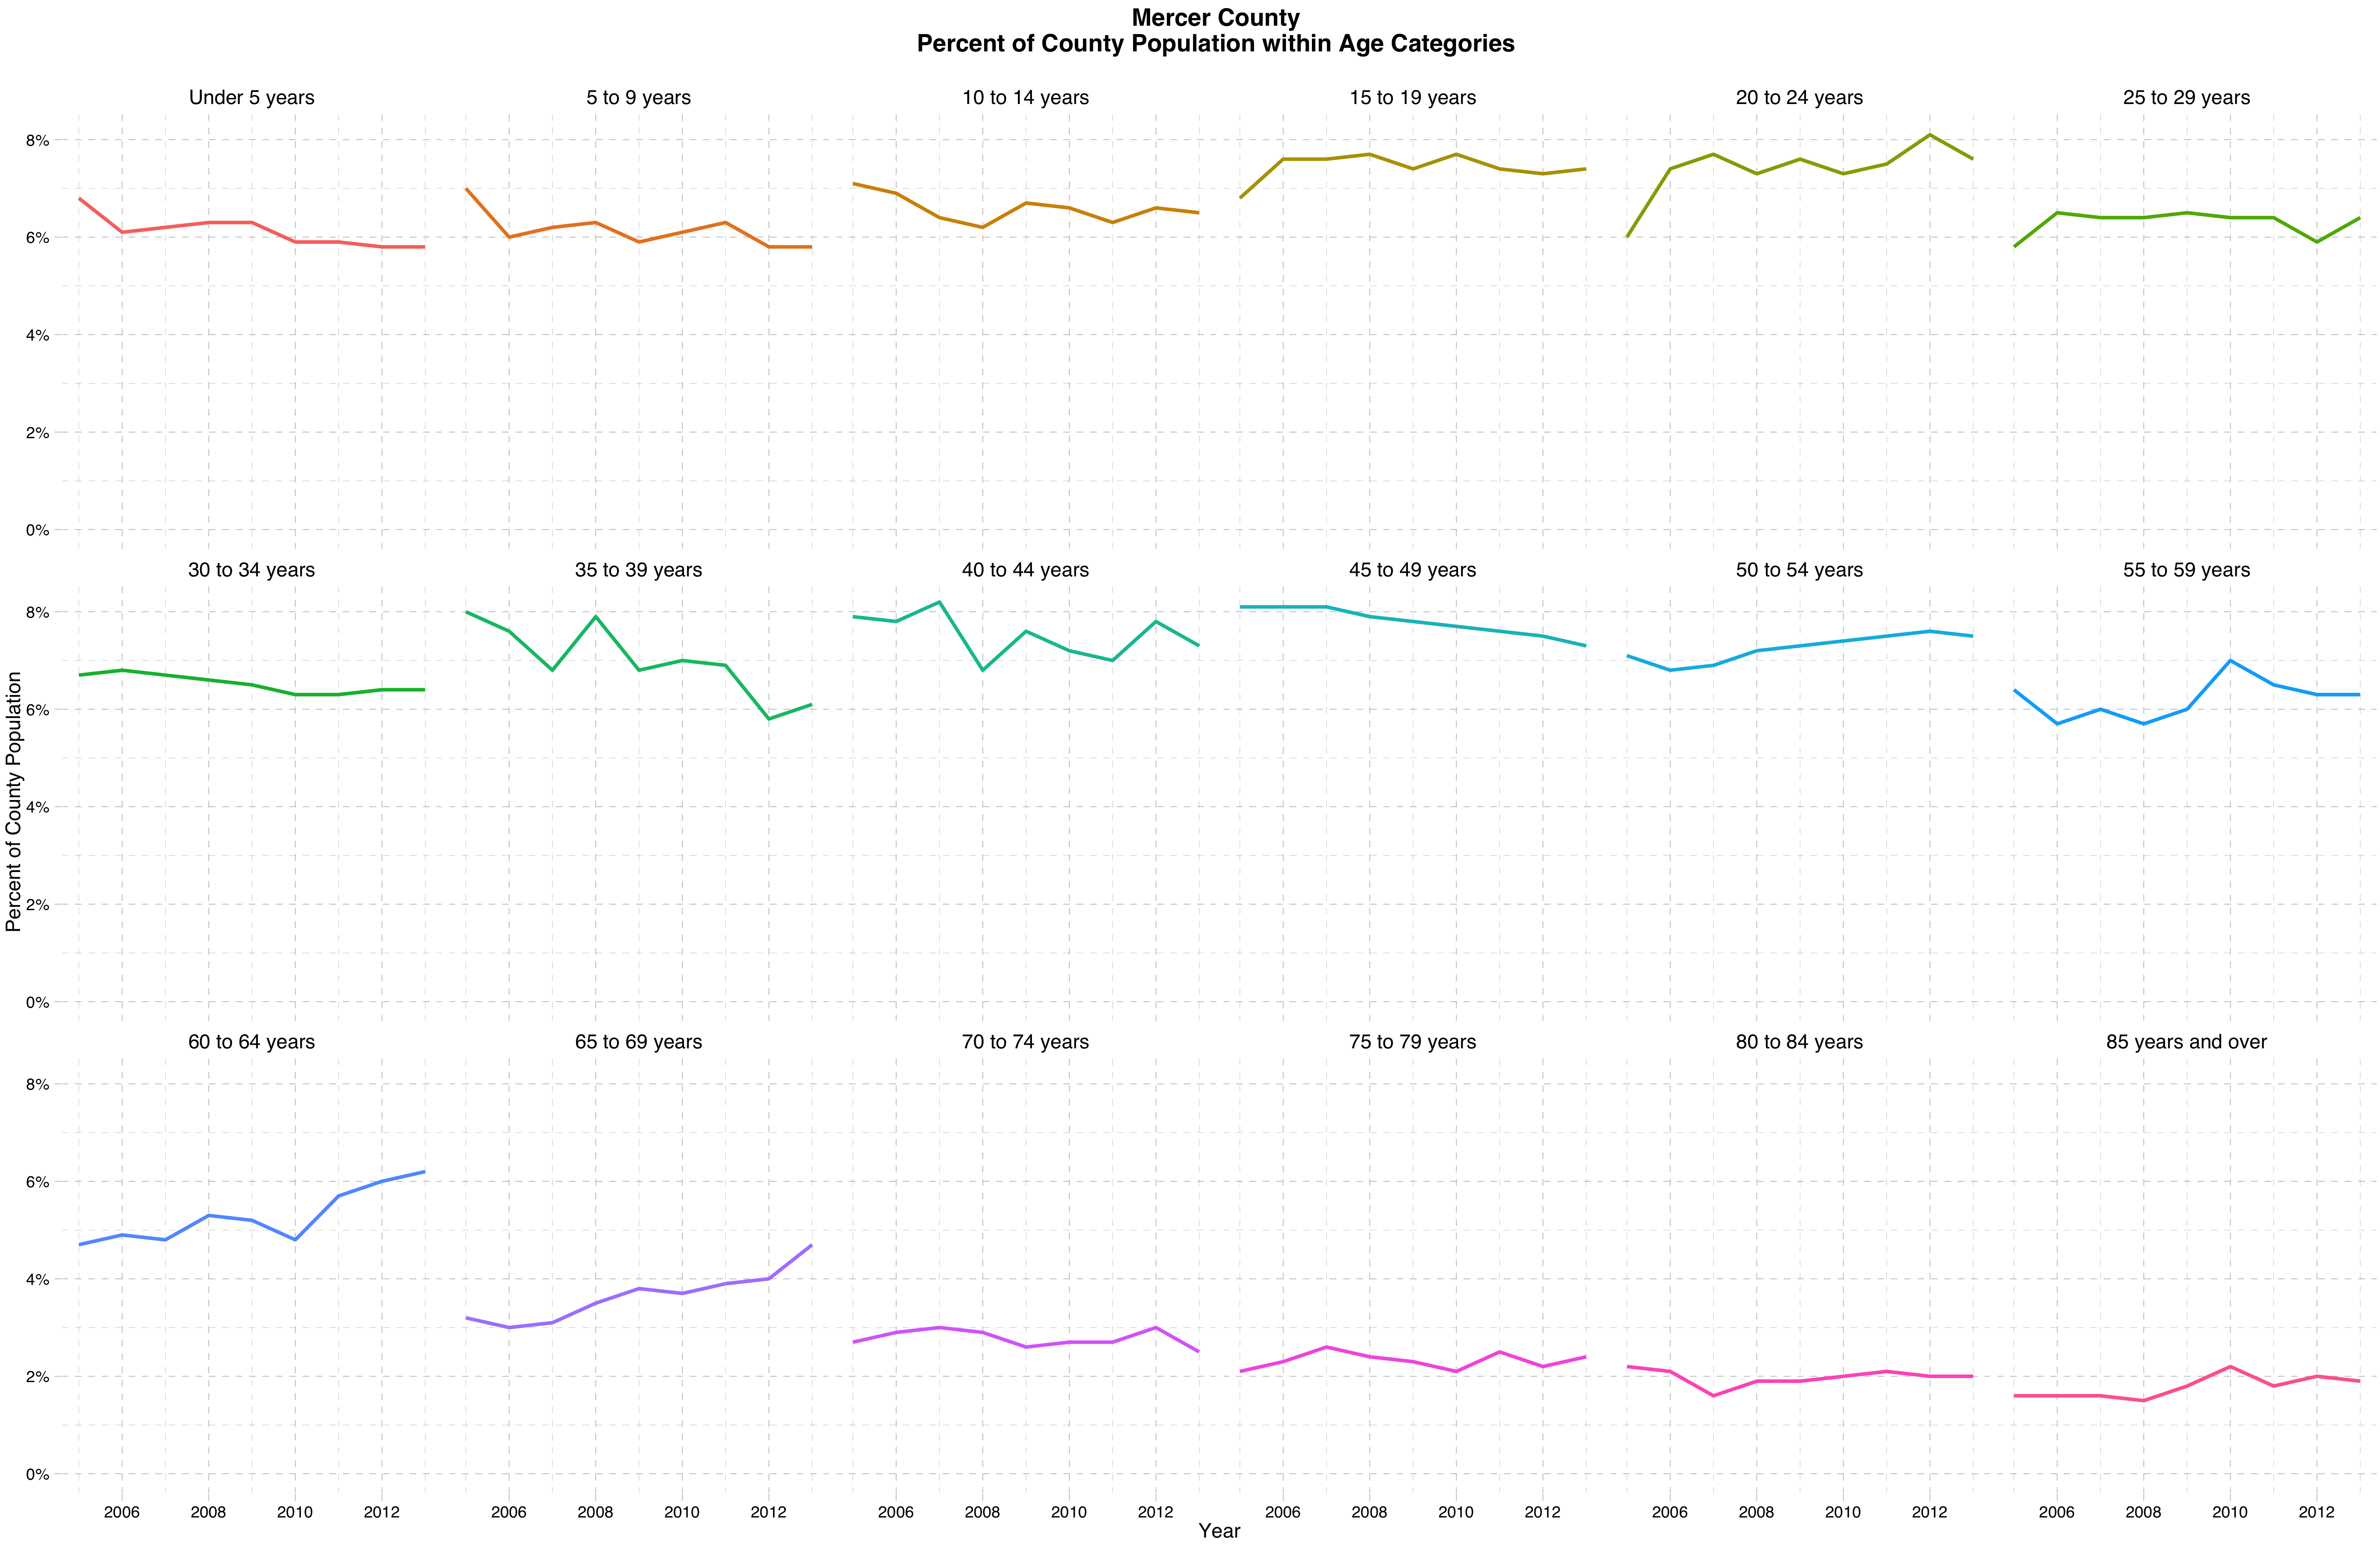 Mercer County
Percent of County Population within Age Categories
Under 5 years
5 to 9 years
10 to 14 years
15 to 19 years
20 to 24 years
25 to 29 years
8%
6%
4%
2%
0%
30 to 34 years
35 to 39 years
40 to 44 years
45 to 49 years
50 to 54 years
55 to 59 years
8%
6%
4%
2%
0%
Percent of County Population
60 to 64 years
65 to 69 years
70 to 74 years
75 to 79 years
80 to 84 years
85 years and over
8%
6%
4%
2%
0%
2006 2008 2010 2012
2006 2008 2010 2012
2006 2008 2010 2012
2006 2008 2010 2012
2006 2008 2010 2012
2006 2008 2010 2012
Year